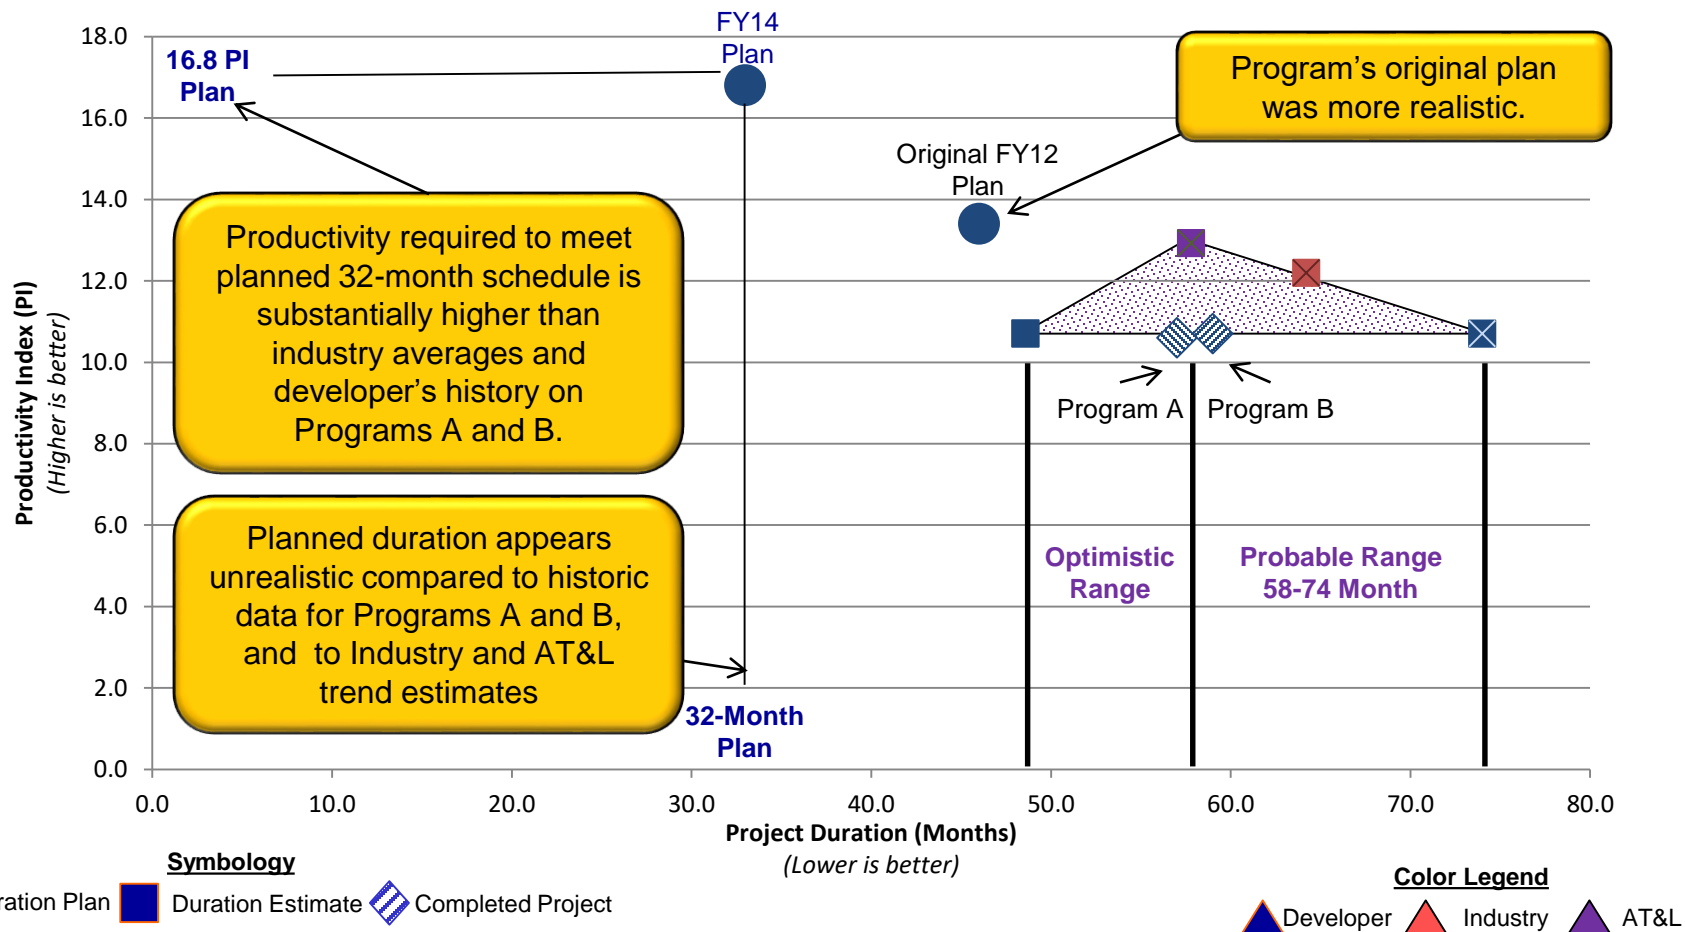 FY14
Plan
18.0
16.8 PI
Plan
16.0
14.0
12.0
10.0
8.0
6.0
4.0
2.0
0.0
Productivity Index (PI)
(Higher is better)
Program's original plan
was more realistic.
Original FY12
Plan
Productivity required to meet
planned 32-month schedule is
substantially higher than
industry averages and
developer's history on
Programs A and B.
Program A
Program B
Planned duration appears
unrealistic compared to historic
data for Programs A and B,
and to Industry and AT&L
trend estimates
Optimistic
Range
Probable Range
58-74 Month
32-Month
Plan
0.0 10.0 20.0 30.0 40.0 50.0 60.0 70.0 80.0
Project Duration (Months)
(Lower is better)
Symbology
ration Plan
Duration Estimate
Completed Project
Color Legend
Developer
Industry
AT&L